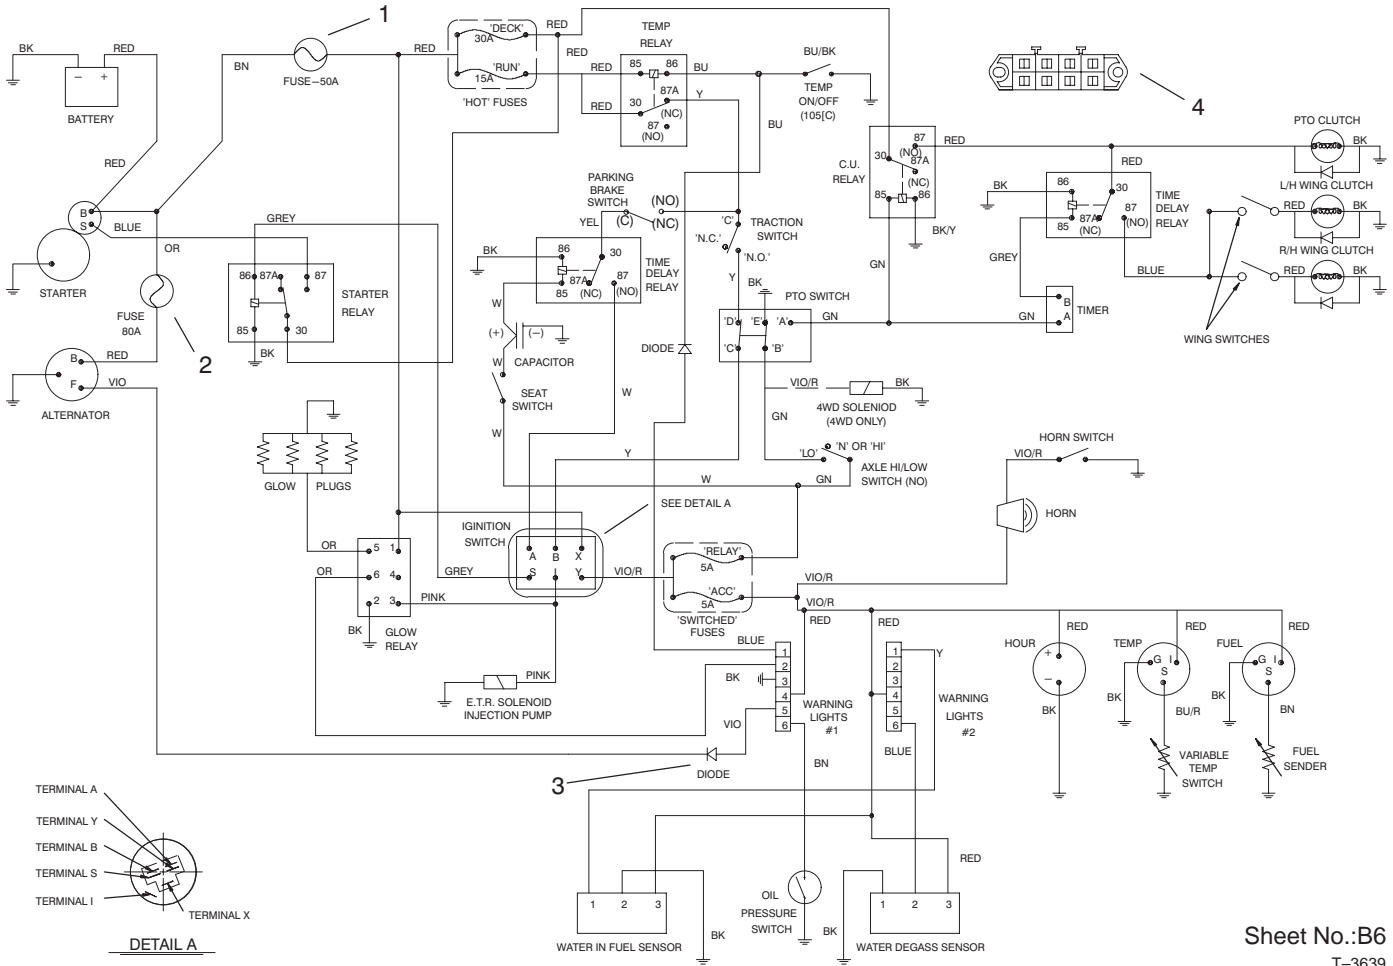 1
BK
RED
− +
BATTERY
BN
FUSE−50A
RED
'DECK'
30A
RED
'RUN'
15A
'HOT' FUSES
RED
RED
RED
TEMP
RELAY
85 86
87A
30
(NC)
87
(NO)
BU
Y
BU/BK
TEMP
ON/OFF
(105[C)
BU
4
RED
B
S
BLUE
STARTER
OR
GREY
86 87A 87
85 30
STARTER
RELAY
BK
FUSE
80A
2
B
F
RED
VIO
ALTERNATOR
PARKING
BRAKE
SWITCH
(NO)
YEL
(C) (NC)
BK
86 30
87A 87
85 (NC) (NO)
TIME
DELAY
RELAY
W
(+) (−)
CAPACITOR
W
SEAT
SWITCH
W
W
'C'
TRACTION
SWITCH
'N.C.'
'N.O.'
Y
BK
PTO SWITCH
'D' 'E' 'A'
'C' 'B'
GN
DIODE
VIO/R
BK
4WD SOLENIOD
(4WD ONLY)
GN
'N' OR 'HI'
'LO'
AXLE HI/LOW
SWITCH (NO)
Y
W
GN
C.U.
RELAY
87
(NO)
30
87A
(NC)
85 86
RED
BK/Y
GN
RED
BK
86 30
87
85 87A (NC) (NO)
TIME
DELAY
RELAY
GREY
BLUE
GN
B
A
TIMER
PTO CLUTCH
BK
L/H WING CLUTCH
RED
BK
R/H WING CLUTCH
RED
BK
WING SWITCHES
GLOW PLUGS
OR
OR
5 1
6 4
2 3
BK
GLOW
RELAY
PINK
GREY
SEE DETAIL A
IGINITION
SWITCH
A B X
S I Y
VIO/R
'RELAY'
5A
'ACC'
5A
'SWITCHED'
FUSES
VIO/R
VIO/R
HORN SWITCH
VIO/R
HORN
PINK
E.T.R. SOLENOID
INJECTION PUMP
BLUE
BK
VIO
1
2
3
4
5
6
RED
WARNING
LIGHTS
#1
BN
RED
1
2
3
4
5
6
Y
WARNING
LIGHTS
#2
BLUE
HOUR
+
−
RED
BK
TEMP
G I
S
RED
BK
BU/R
VARIABLE
TEMP
SWITCH
FUEL
G I
S
RED
BK
BN
FUEL
SENDER
3
DIODE
RED
TERMINAL A
TERMINAL Y
TERMINAL B
TERMINAL S
TERMINAL I
TERMINAL X
DETAIL A
1 2 3
WATER IN FUEL SENSOR
BK
OIL
PRESSURE
SWITCH
BK
1 2 3
WATER DEGASS SENSOR
Sheet No.:B6
T−3639